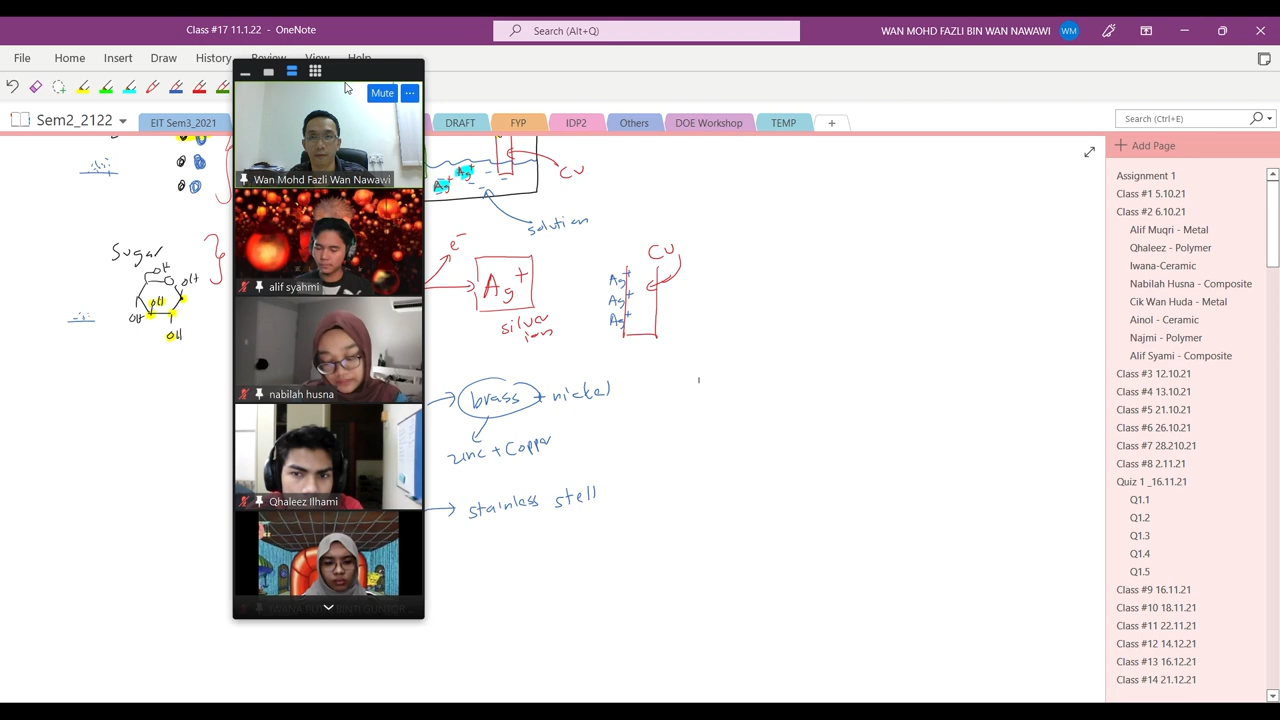 Class #17 11.1.22 - OneNote
Search (Alt+Q)
WAN MOHD FAZLI BIN WAN NAWAWI
WM
File
Home
Insert
Draw
History
Review
View
Help
Sem2_2122
EIT Sem3_2021
DRAFT
FYP
IDP2
Others
DOE Workshop
TEMP
+
Search (Ctrl+E)
Mute
...
Wan Mohd Fazli Wan Nawawi
alif syahmi
nabilah husna
Qhaleez Ilhami
Ag+ Ag+
Cu
solution
Sugar
OH
OH
OH
OH
OH
e-
Ag+
silver
ion
Cu
Ag+
Ag+
Ag+
brass + nickel
zinc + Copper
stainless stell
Add Page
Assignment 1
Class #1 5.10.21
Class #2 6.10.21
Alif Muqri - Metal
Qhaleez - Polymer
Iwana-Ceramic
Nabilah Husna - Composite
Cik Wan Huda - Metal
Ainol - Ceramic
Najmi - Polymer
Alif Syami - Composite
Class #3 12.10.21
Class #4 13.10.21
Class #5 21.10.21
Class #6 26.10.21
Class #7 28.210.21
Class #8 2.11.21
Quiz 1 _16.11.21
Q1.1
Q1.2
Q1.3
Q1.4
Q1.5
Class #9 16.11.21
Class #10 18.11.21
Class #11 22.11.21
Class #12 14.12.21
Class #13 16.12.21
Class #14 21.12.21